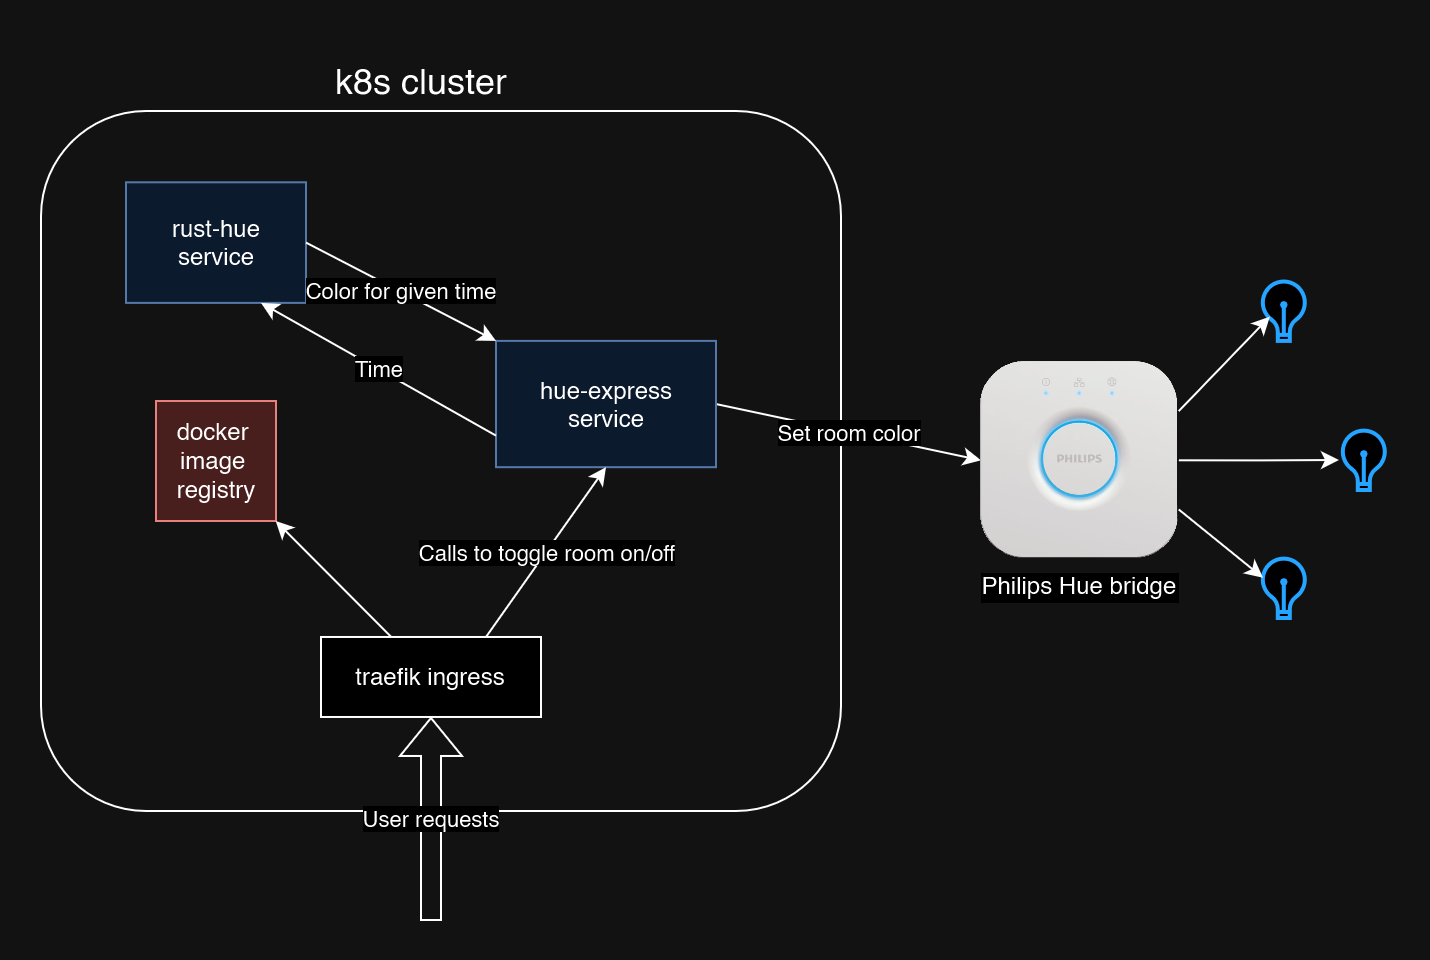 k8s cluster
rust-hue
service
Color for given time
Time
hue-express
service
docker
image
registry
Set room color
PHILIPS
Calls to toggle room on/off
Philips Hue bridge
traefik ingress
User requests